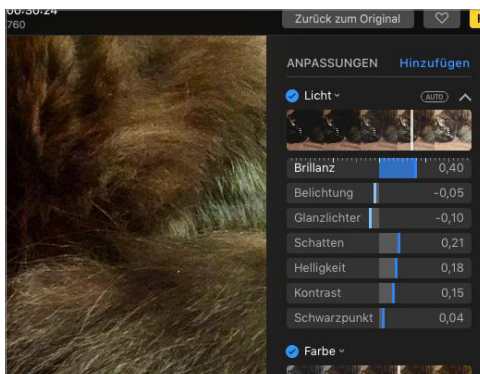 00:30:24
760
Zurück zum Original
ANPASSUNGEN Hinzufügen
Licht AUTO
Brillanz 0,40
Belichtung -0,05
Glanzlichter -0,10
Schatten 0,21
Helligkeit 0,18
Kontrast 0,15
Schwarzpunkt 0,04
Farbe